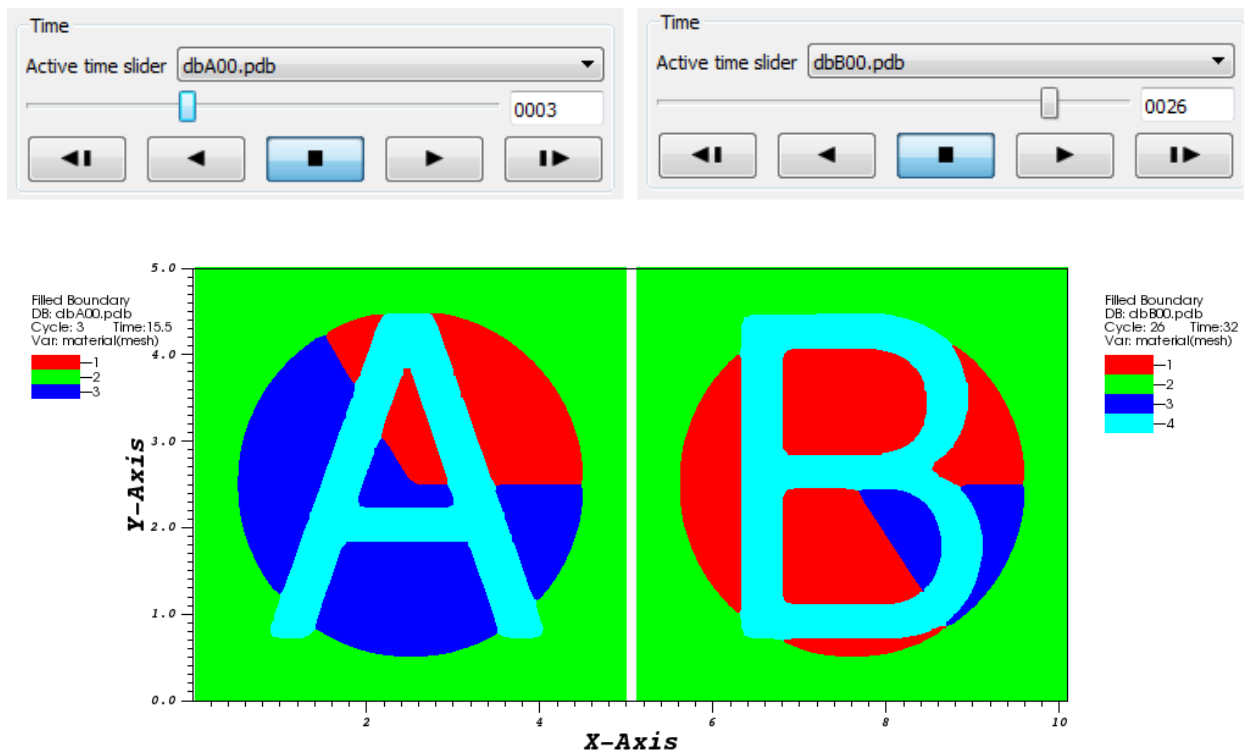 Time
Active time slider dbA00.pdb
0003
Time
Active time slider dbB00.pdb
0026
Filled Boundary
DB: dbA00.pdb
Cycle: 3 Time:15.5
Var: material(mesh)
1
2
3
5.0
4.0
3.0
2.0
1.0
0.0
Y-Axis
A
B
2 4 6 8 10
X-Axis
Filled Boundary
DB: dbB00.pdb
Cycle: 26 Time:32
Var: material(mesh)
1
2
3
4